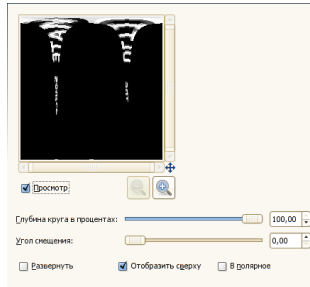 Просмотр
Глубина круга в процентах: 100,00
Угол смещения: 0,00
Развернуть Отобразить сверху В полярное